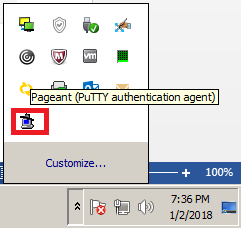 Pageant (PuTTY authentication agent)
Customize...
100%
7:36 PM
1/2/2018